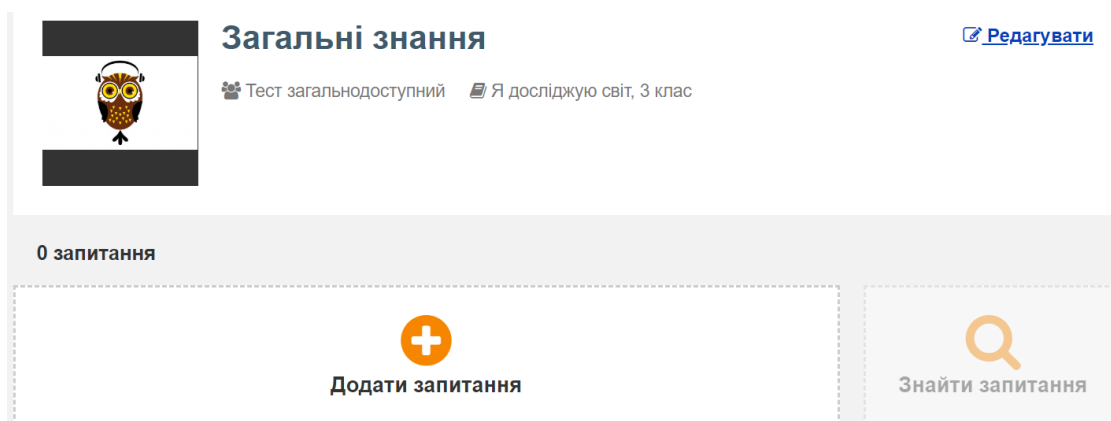 Загальні знання
Редагувати
Тест загальнодоступний Я досліджую світ, 3 клас
0 запитання
Додати запитання
Знайти запитання